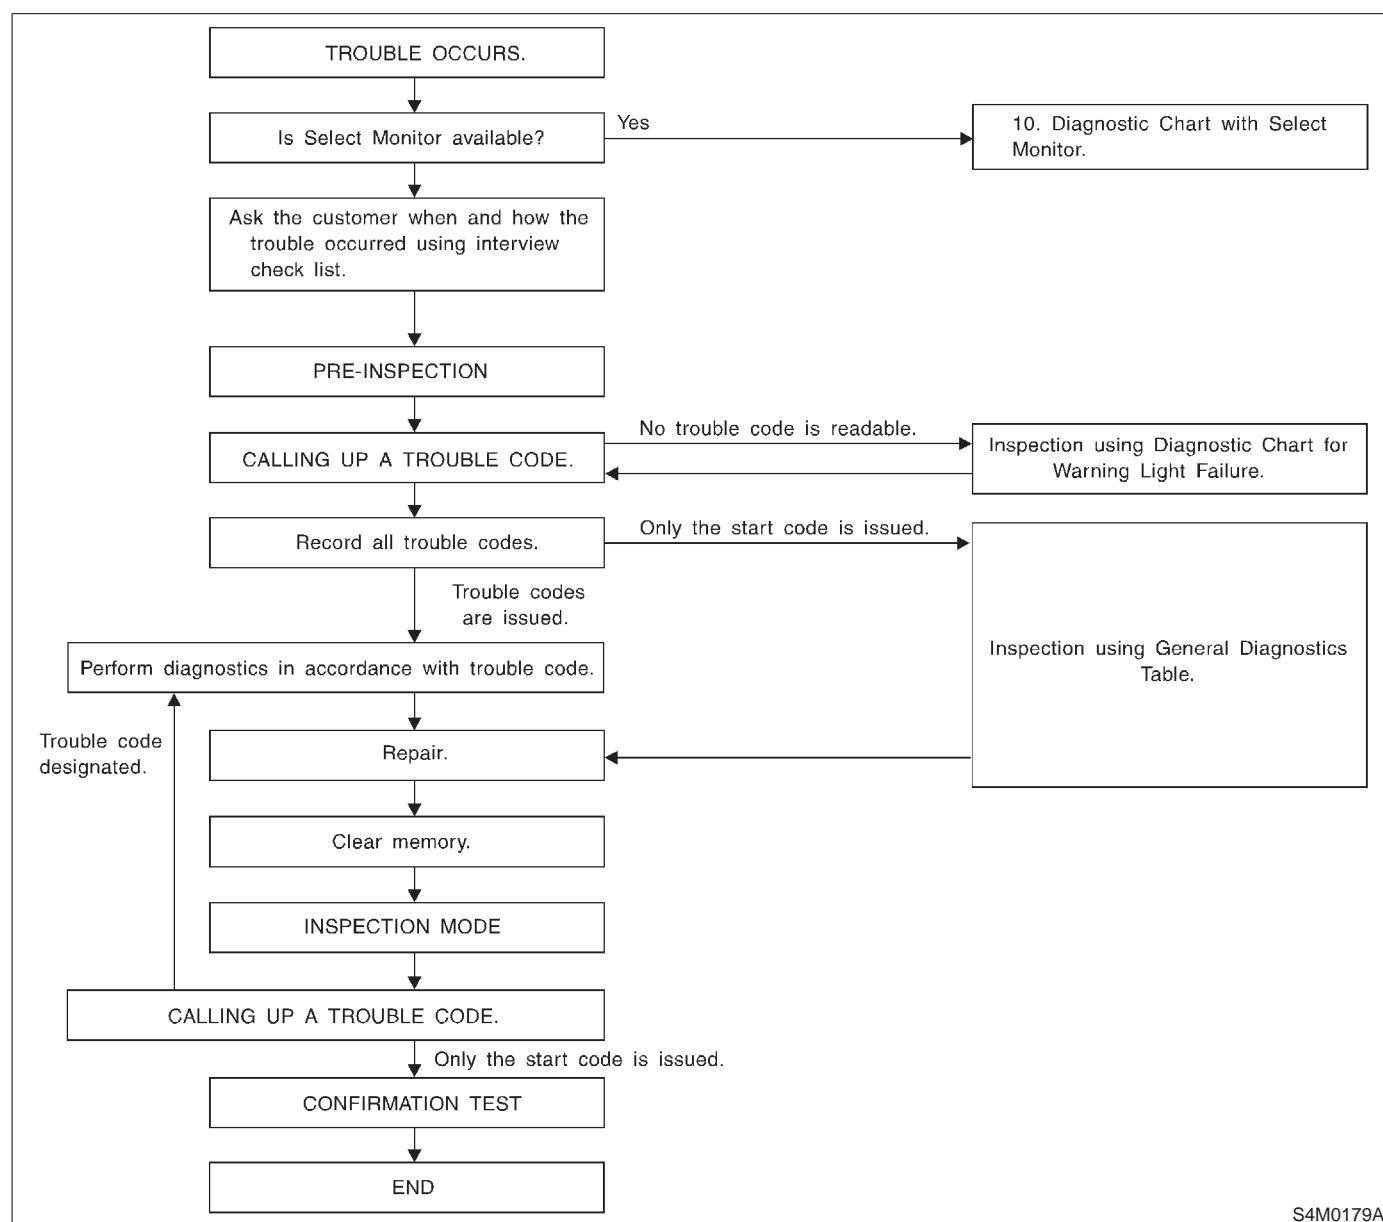 TROUBLE OCCURS.
Is Select Monitor available?
Yes
10. Diagnostic Chart with Select
Monitor.
Ask the customer when and how the
trouble occurred using interview
check list.
PRE-INSPECTION
CALLING UP A TROUBLE CODE.
No trouble code is readable.
Inspection using Diagnostic Chart for
Warning Light Failure.
Record all trouble codes.
Only the start code is issued.
Inspection using General Diagnostics
Table.
Trouble codes
are issued.
Perform diagnostics in accordance with trouble code.
Trouble code
designated.
Repair.
Clear memory.
INSPECTION MODE
CALLING UP A TROUBLE CODE.
Only the start code is issued.
CONFIRMATION TEST
END
S4M0179A